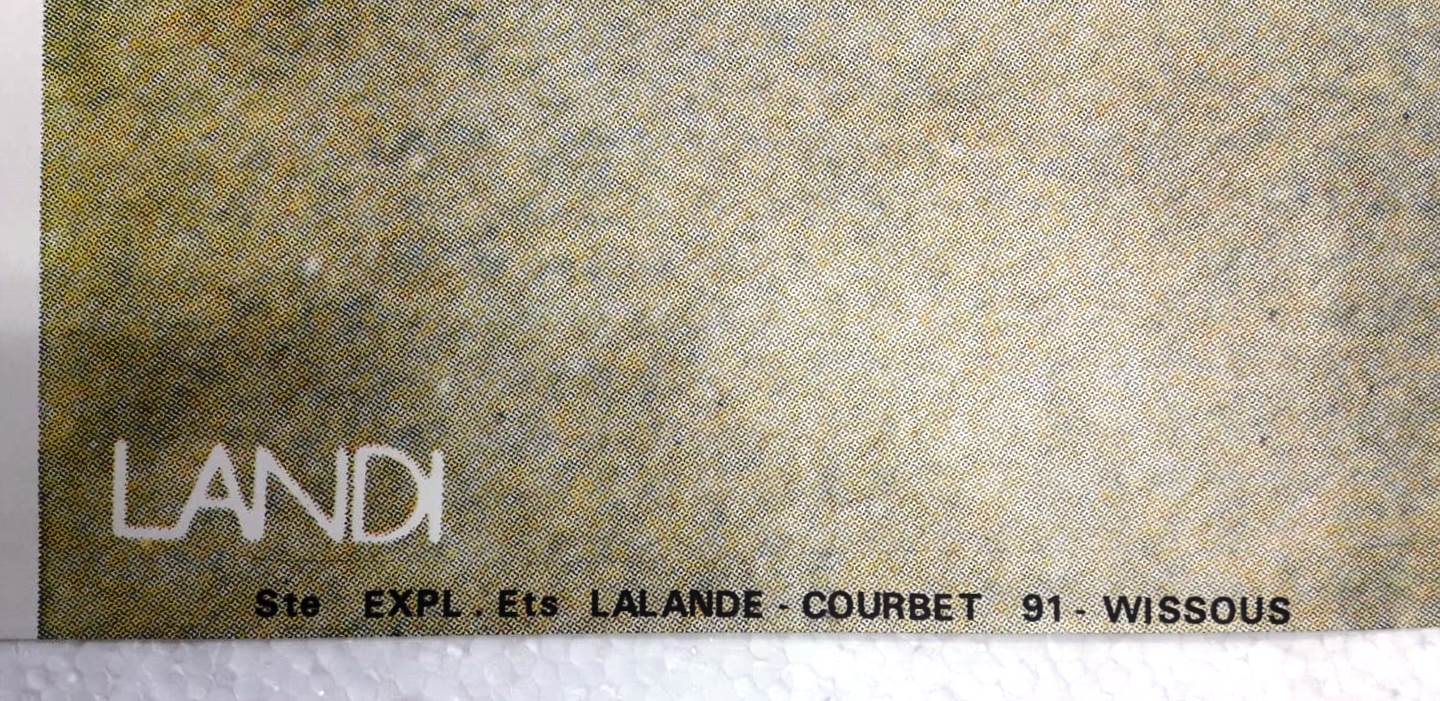 LANDI
Ste EXPL. Ets LALANDE - COURBET 91 - WISSOUS